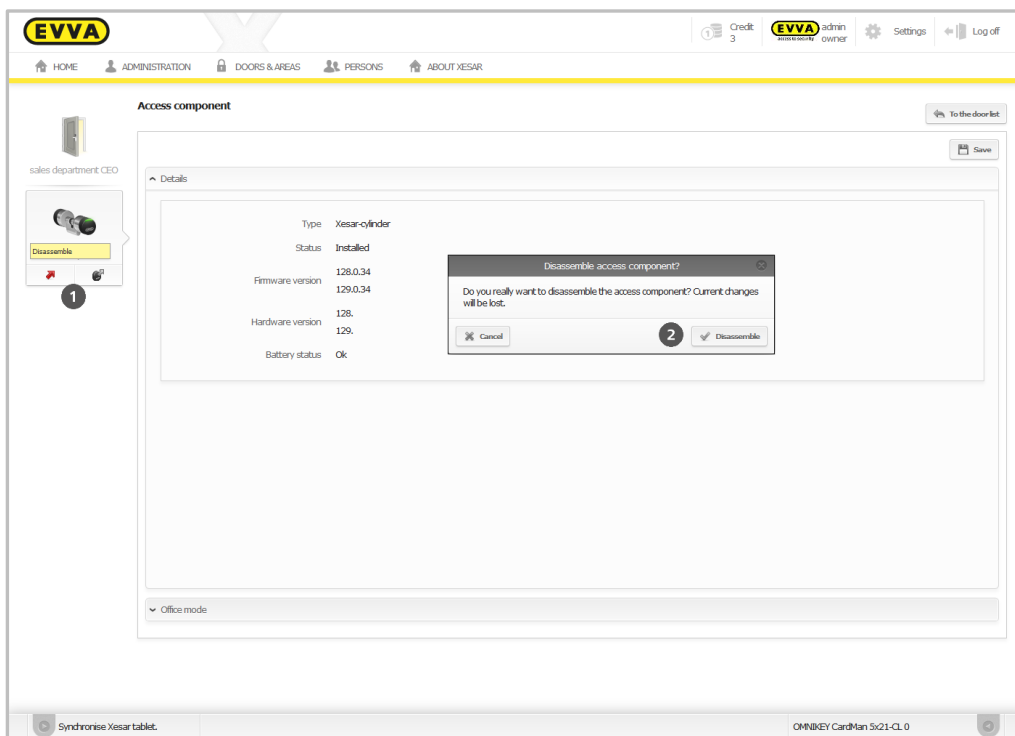 EVVA
Credit
3
EVVA
access to security
admin
owner
Settings
Log off
HOME
ADMINISTRATION
DOORS & AREAS
PERSONS
ABOUT XESAR
Access component
To the door list
sales department CEO
Save
Details
Disassemble
1
Type Xesar-cylinder
Status Installed
Firmware version
128.0.34
129.0.34
Hardware version
128.
129.
Battery status Ok
Disassemble access component?
Do you really want to disassemble the access component? Current changes
will be lost.
Cancel
2
Disassemble
Office mode
Synchronise Xesar tablet.
OMNIKEY CardMan 5x21-CL 0